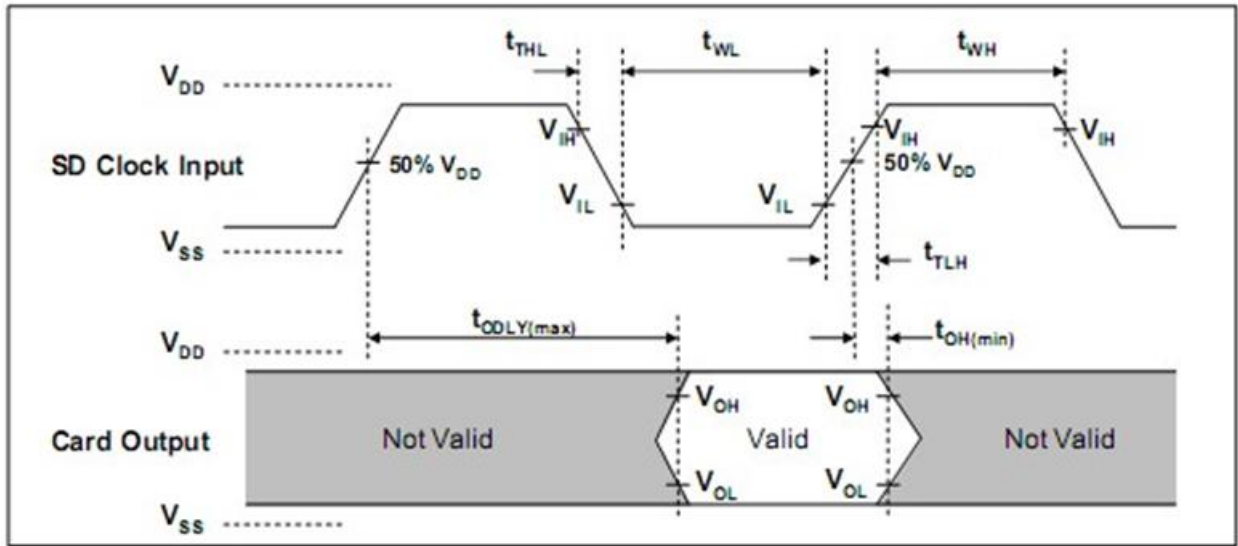 tTHL
tWL
tWH
VDD
VIH
VIH
VIH
SD Clock Input
50% VDD
50% VDD
VIL
VIL
VSS
tTLH
tODLY(max)
tOH(min)
VDD
VOH
VOH
Card Output
Not Valid
Valid
Not Valid
VOL
VOL
VSS